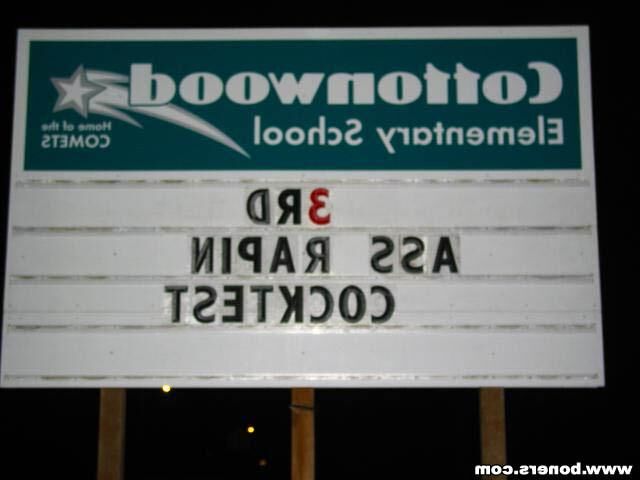 Cottonwood
Elementary School
Home of the
COMETS
3RD
ASS RAPIN
COCKTEST
www.boners.com